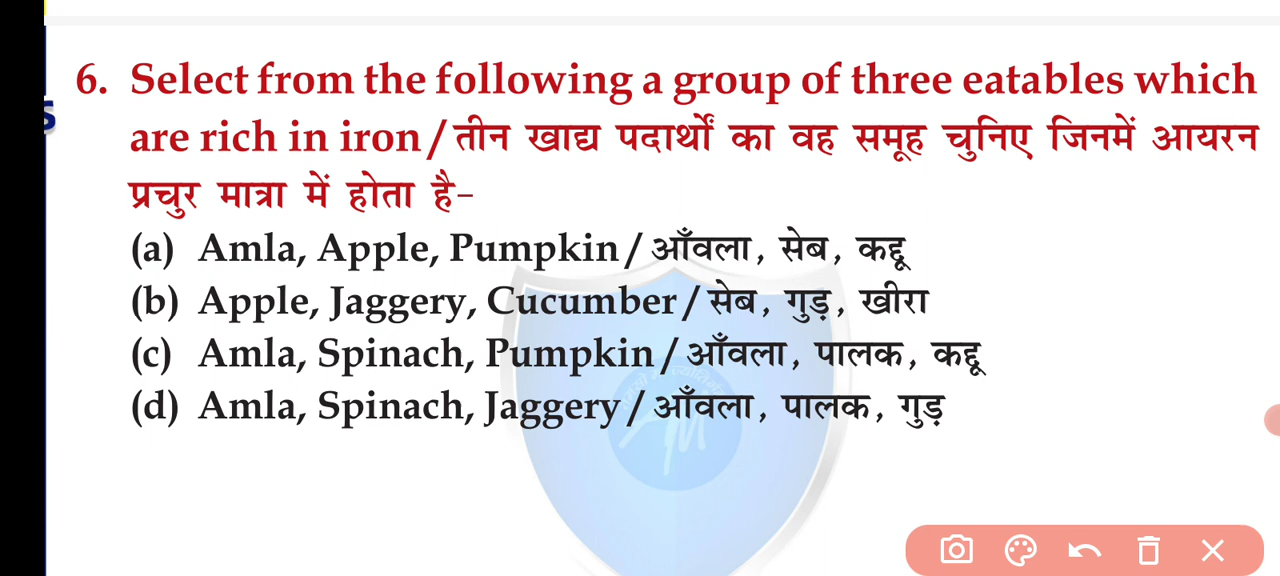 6. Select from the following a group of three eatables which
are rich in iron/तीन खाद्य पदार्थों का वह समूह चुनिए जिनमें आयरन
प्रचुर मात्रा में होता है-
(a) Amla, Apple, Pumpkin/आँवला, सेब, कद्दू
(b) Apple, Jaggery, Cucumber/सेब, गुड़, खीरा
(c) Amla, Spinach, Pumpkin/आँवला, पालक, कद्दू
(d) Amla, Spinach, Jaggery/आँवला, पालक, गुड़